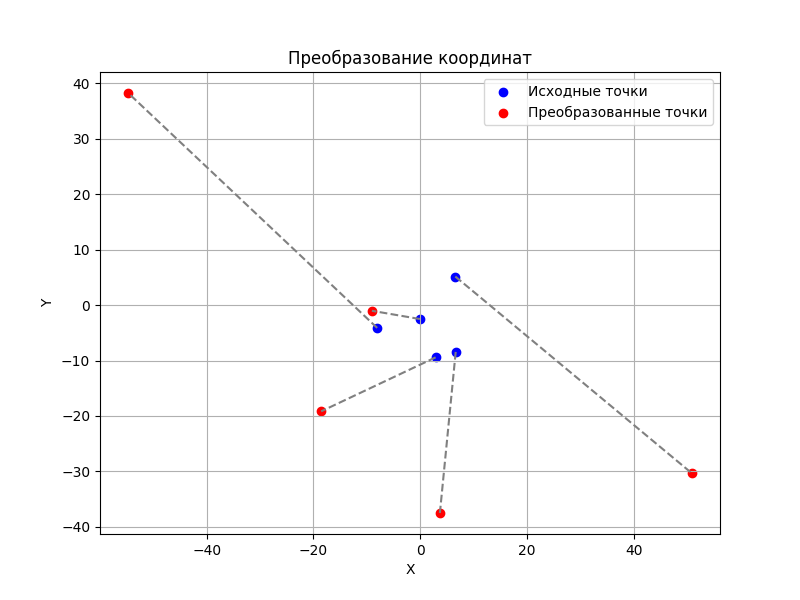 Преобразование координат
Исходные точки
Преобразованные точки
40
30
20
10
0
−10
−20
−30
−40
Y
−40
−20
0
20
40
X